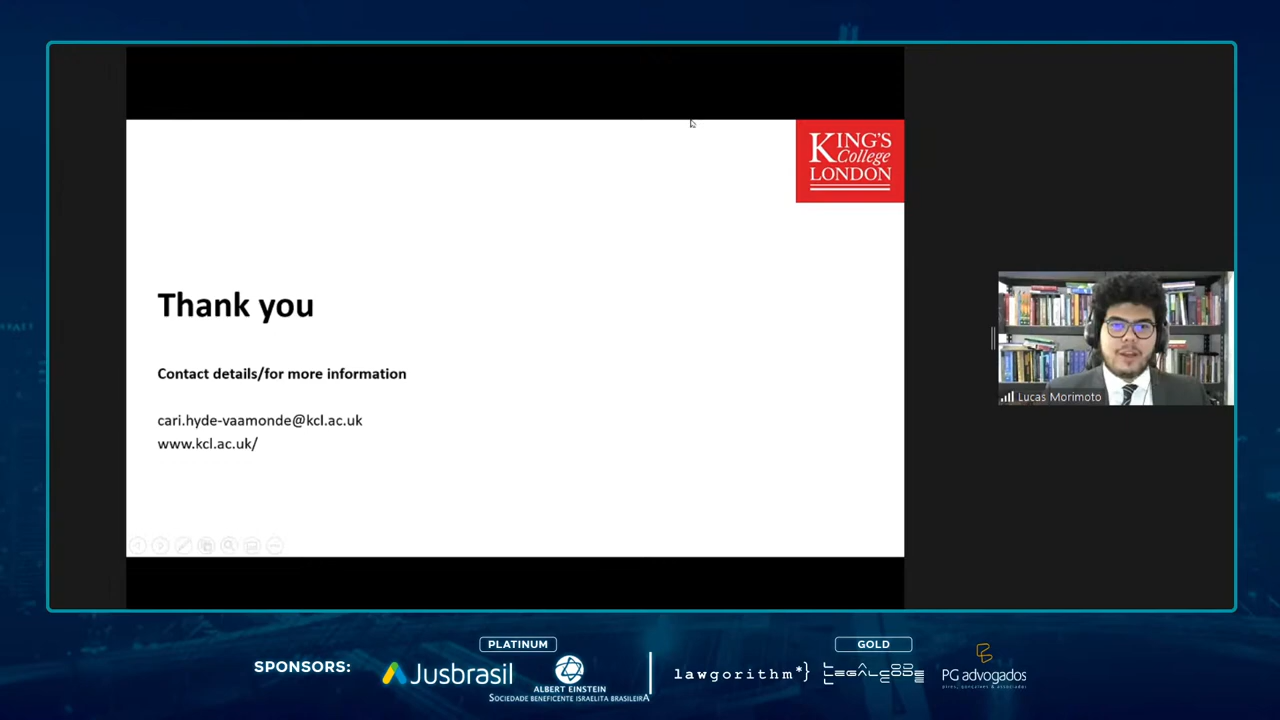 KING'S
College
LONDON
Thank you
Contact details/for more information
cari.hyde-vaamonde@kcl.ac.uk
www.kcl.ac.uk/
Lucas Morimoto
SPONSORS:
PLATINUM
Jusbrasil
ALBERT EINSTEIN
SOCIEDADE BENEFICENTE ISRAELITA BRASILEIRA
lawgorithm*}
GOLD
LEGALCODE
PG advogados